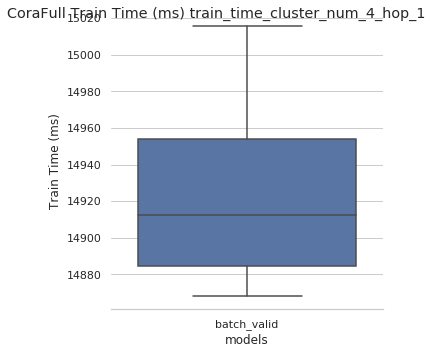 CoraFull Train Time (ms) train_time_cluster_num_4_hop_1
15020
15000
14980
14960
14940
14920
14900
14880
Train Time (ms)
batch_valid
models